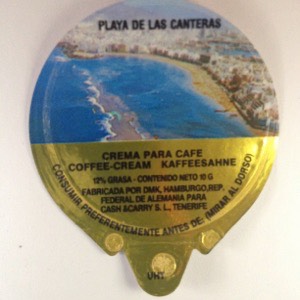 PLAYA DE LAS CANTERAS
CREMA PARA CAFE
COFFEE-CREAM KAFFEESAHNE
12% GRASA - CONTENIDO NETO 10 G
FABRICADA POR DMK, HAMBURGO, REP.
FEDERAL DE ALEMANIA PARA
CASH &CARRY S. L., TENERIFE
CONSUMIR PREFERENTEMENTE ANTES DE: (MIRAR AL DORSO)
UHT